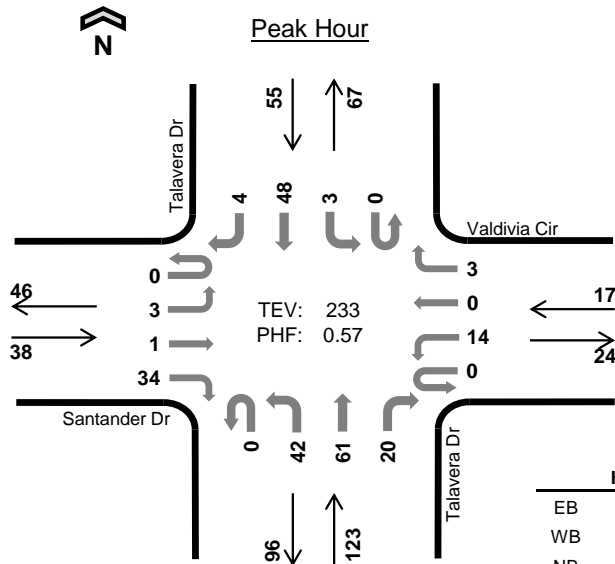 Peak Hour
N
55
67
Talavera Dr
4
48
3
0
Valdivia Cir
0
3
46
3
0
17
TEV: 233
38
1
PHF: 0.57
14
24
34
0
Santander Dr
0
42
61
20
Talavera Dr
96
123
EB
WB